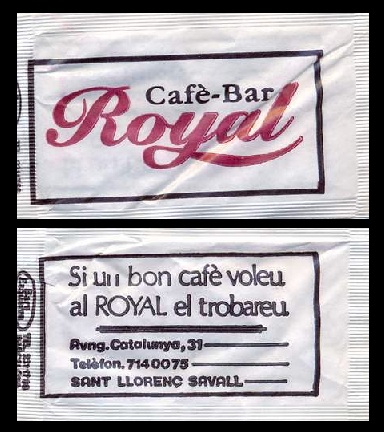 Cafè-Bar
Royal
Si un bon cafè voleu
al ROYAL el trobareu
Avng. Catalunya, 31
Telèfon. 7140075
SANT LLORENÇ SAVALL